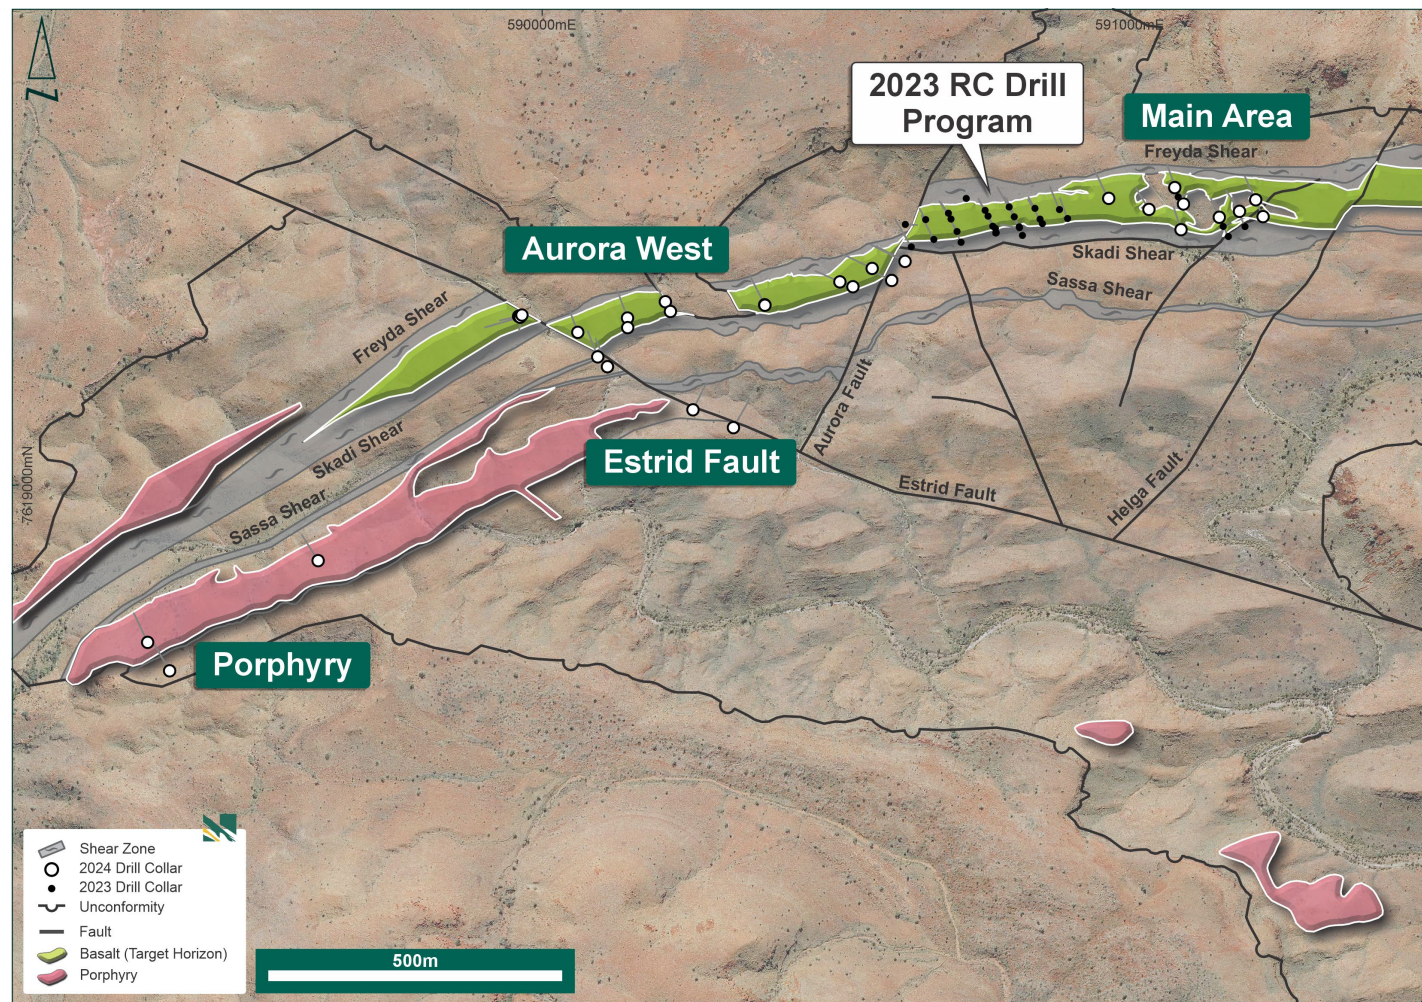 590000mE
591000mE
2023 RC Drill
Program
Main Area
Freyda Shear
Aurora West
Skadi Shear
Sassa Shear
Freyda Shear
Aurora Fault
Skadi Shear
Estrid Fault
7619000mN
Sassa Shear
Estrid Fault
Helga Fault
Porphyry
Shear Zone
2024 Drill Collar
2023 Drill Collar
Unconformity
Fault
Basalt (Target Horizon)
Porphyry
500m
N